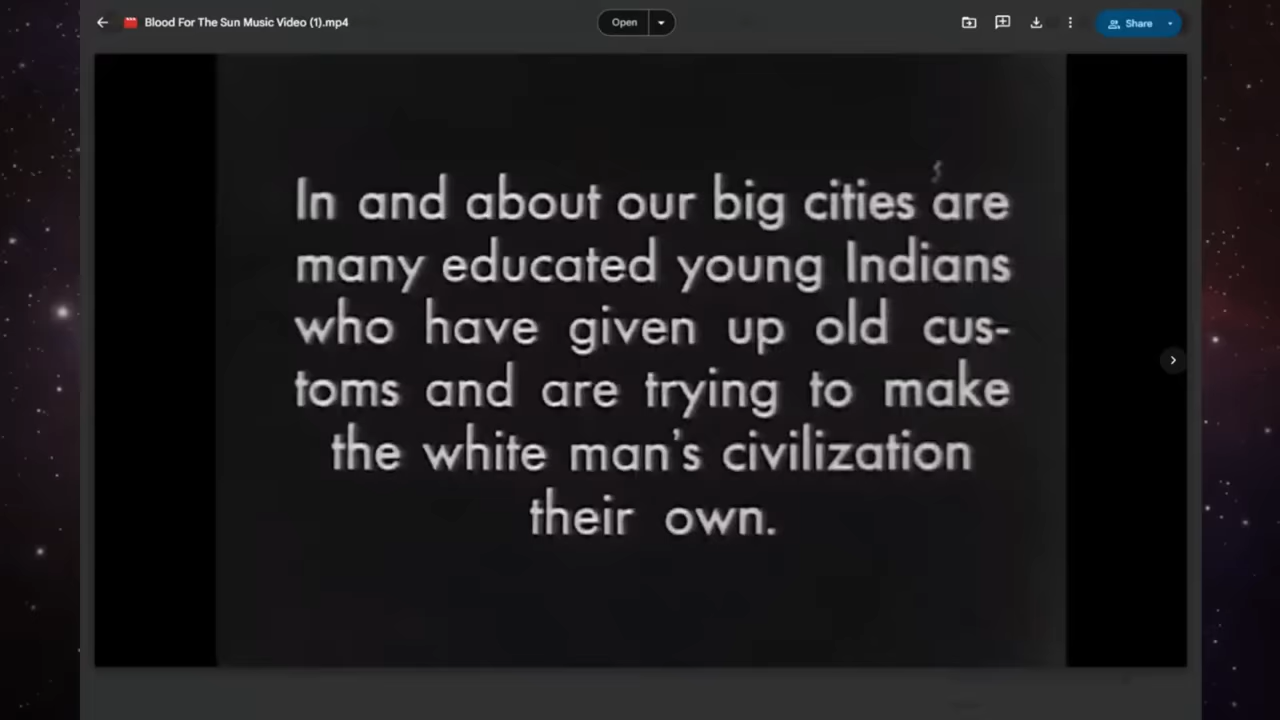 Blood For The Sun Music Video (1).mp4
Open
Share
In and about our big cities are
many educated young Indians
who have given up old cus-
toms and are trying to make
the white man's civilization
their own.